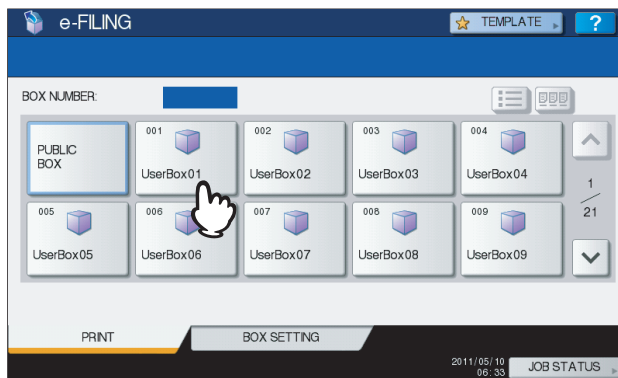 e-FILING
TEMPLATE
?
BOX NUMBER:
PUBLIC
BOX
001
UserBox01
002
UserBox02
003
UserBox03
004
UserBox04
1
21
005
UserBox05
006
UserBox06
007
UserBox07
008
UserBox08
009
UserBox09
PRINT
BOX SETTING
2011/05/10
06:33
JOB STATUS